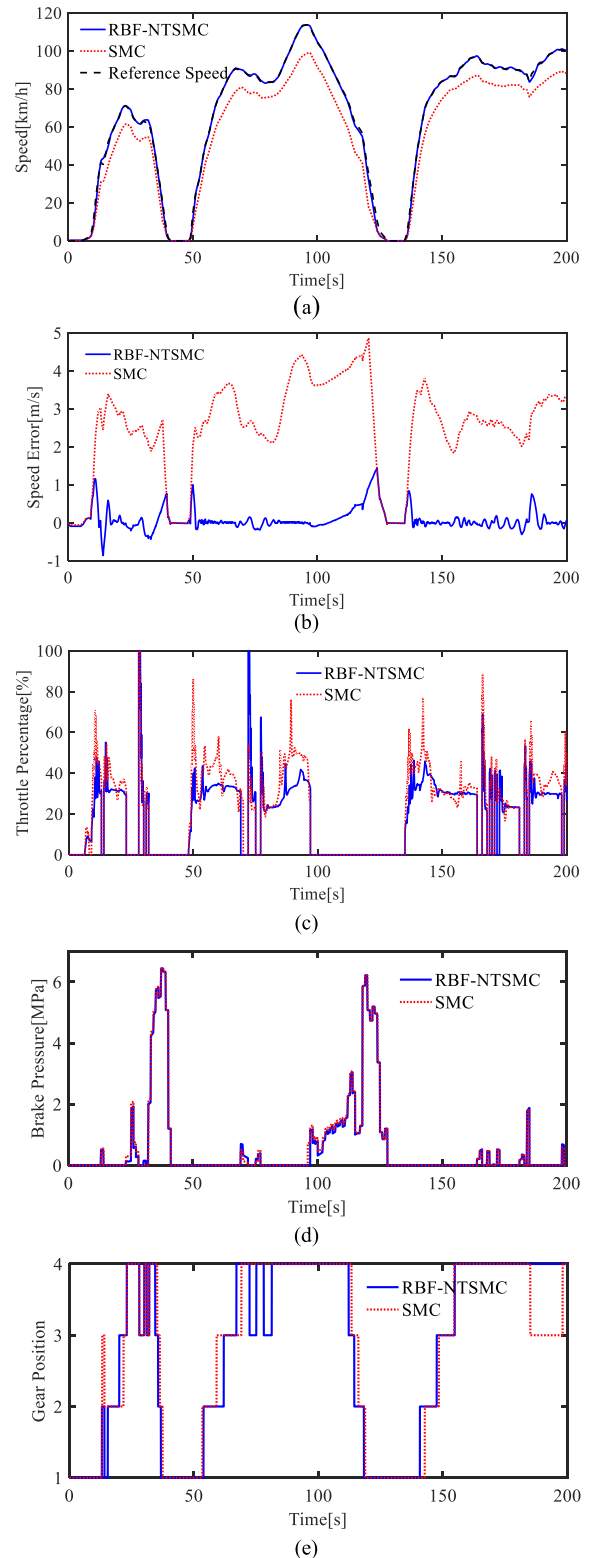 120
100
80
60
40
20
0
Speed[km/h]
RBF-NTSMC
SMC
Reference Speed
0 50 100 150 200
Time[s]
(a)
5
4
3
2
1
0
-1
Speed Error[m/s]
RBF-NTSMC
SMC
0 50 100 150 200
Time[s]
(b)
100
80
60
40
20
0
Throttle Percentage[%]
RBF-NTSMC
SMC
0 50 100 150 200
Time[s]
(c)
6
4
2
0
Brake Pressure[MPa]
RBF-NTSMC
SMC
0 50 100 150 200
Time[s]
(d)
4
3
2
1
Gear Position
RBF-NTSMC
SMC
0 50 100 150 200
Time[s]
(e)